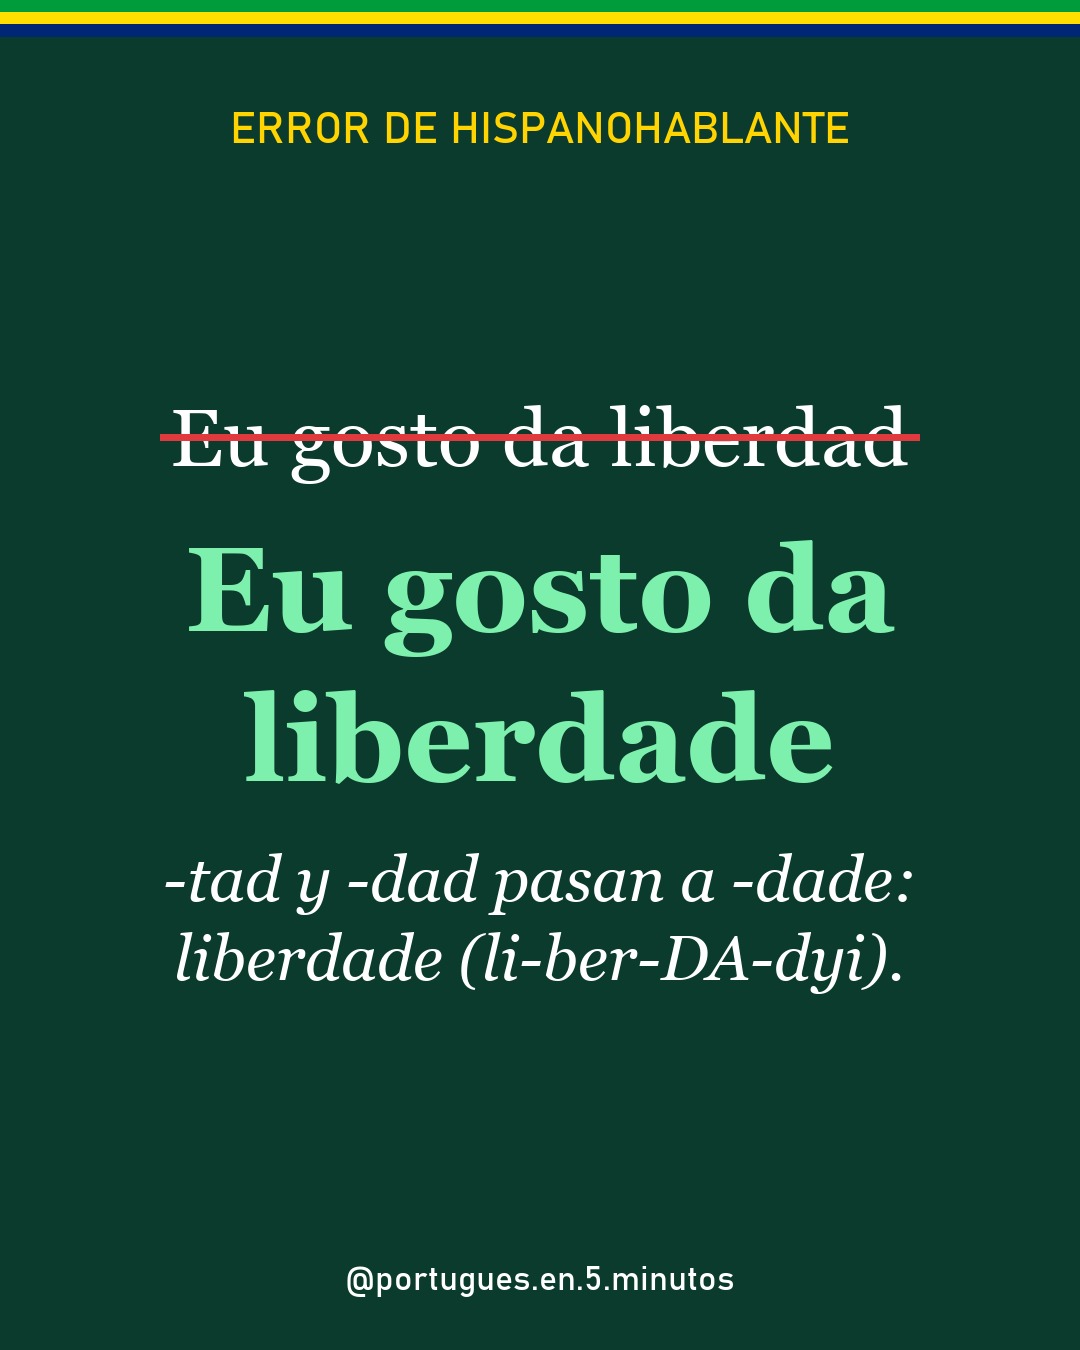 ERROR DE HISPANOHABLANTE
Eu gosto da liberdad
Eu gosto da
liberdade
-tad y -dad pasan a -dade:
liberdade (li-ber-DA-dyi).
@portugues.en.5.minutos